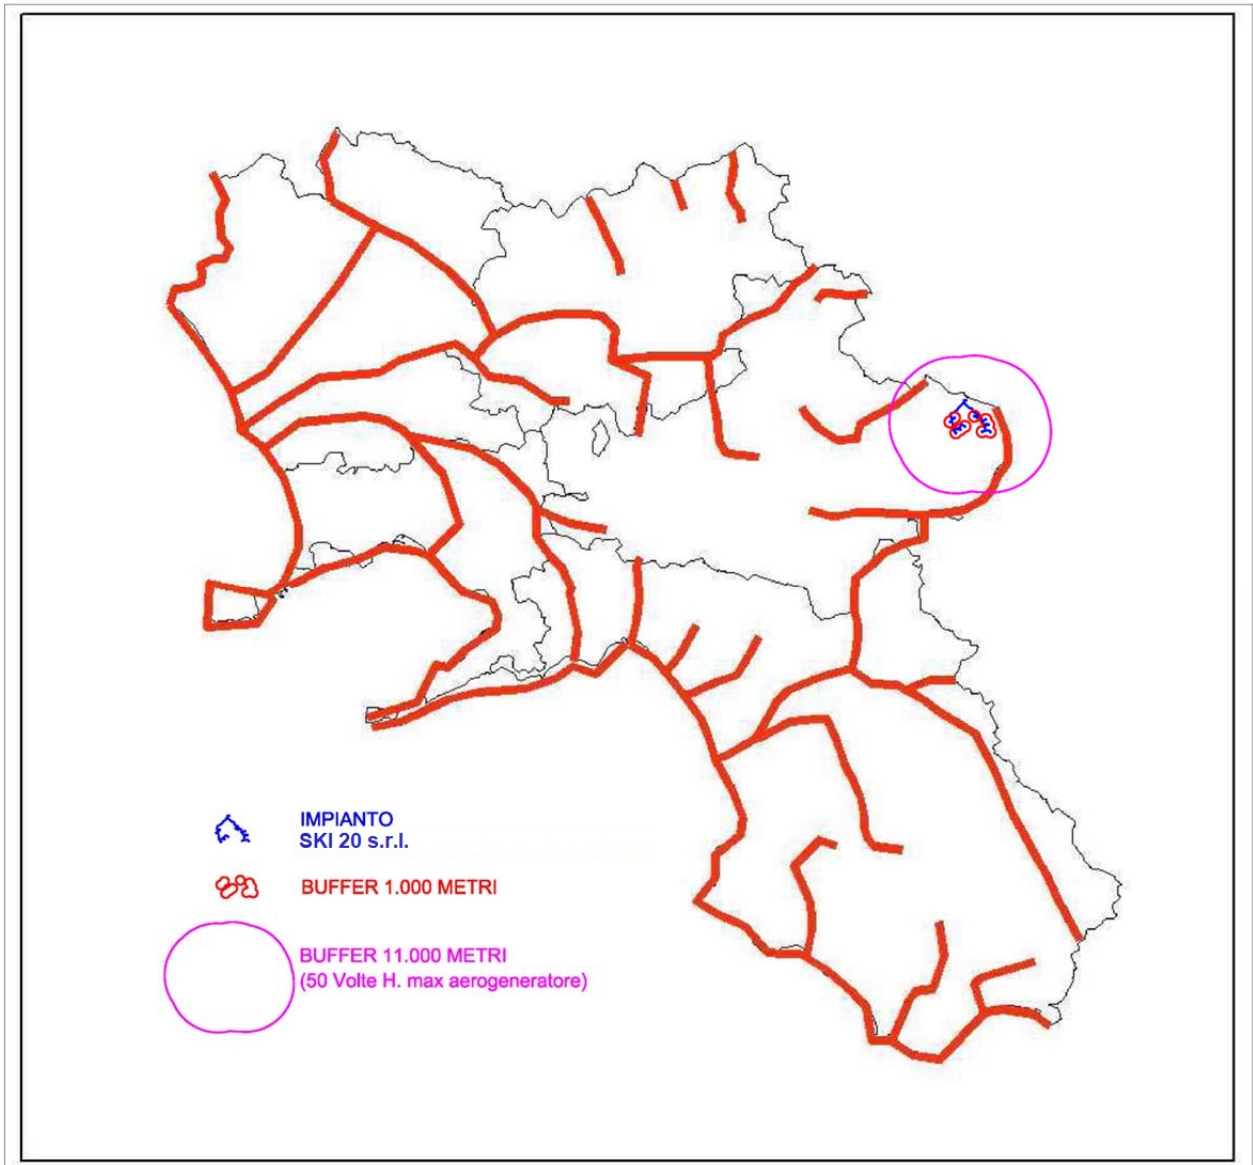 IMPIANTO
SKI 20 s.r.l.
BUFFER 1.000 METRI
BUFFER 11.000 METRI
(50 Volte H. max aerogeneratore)